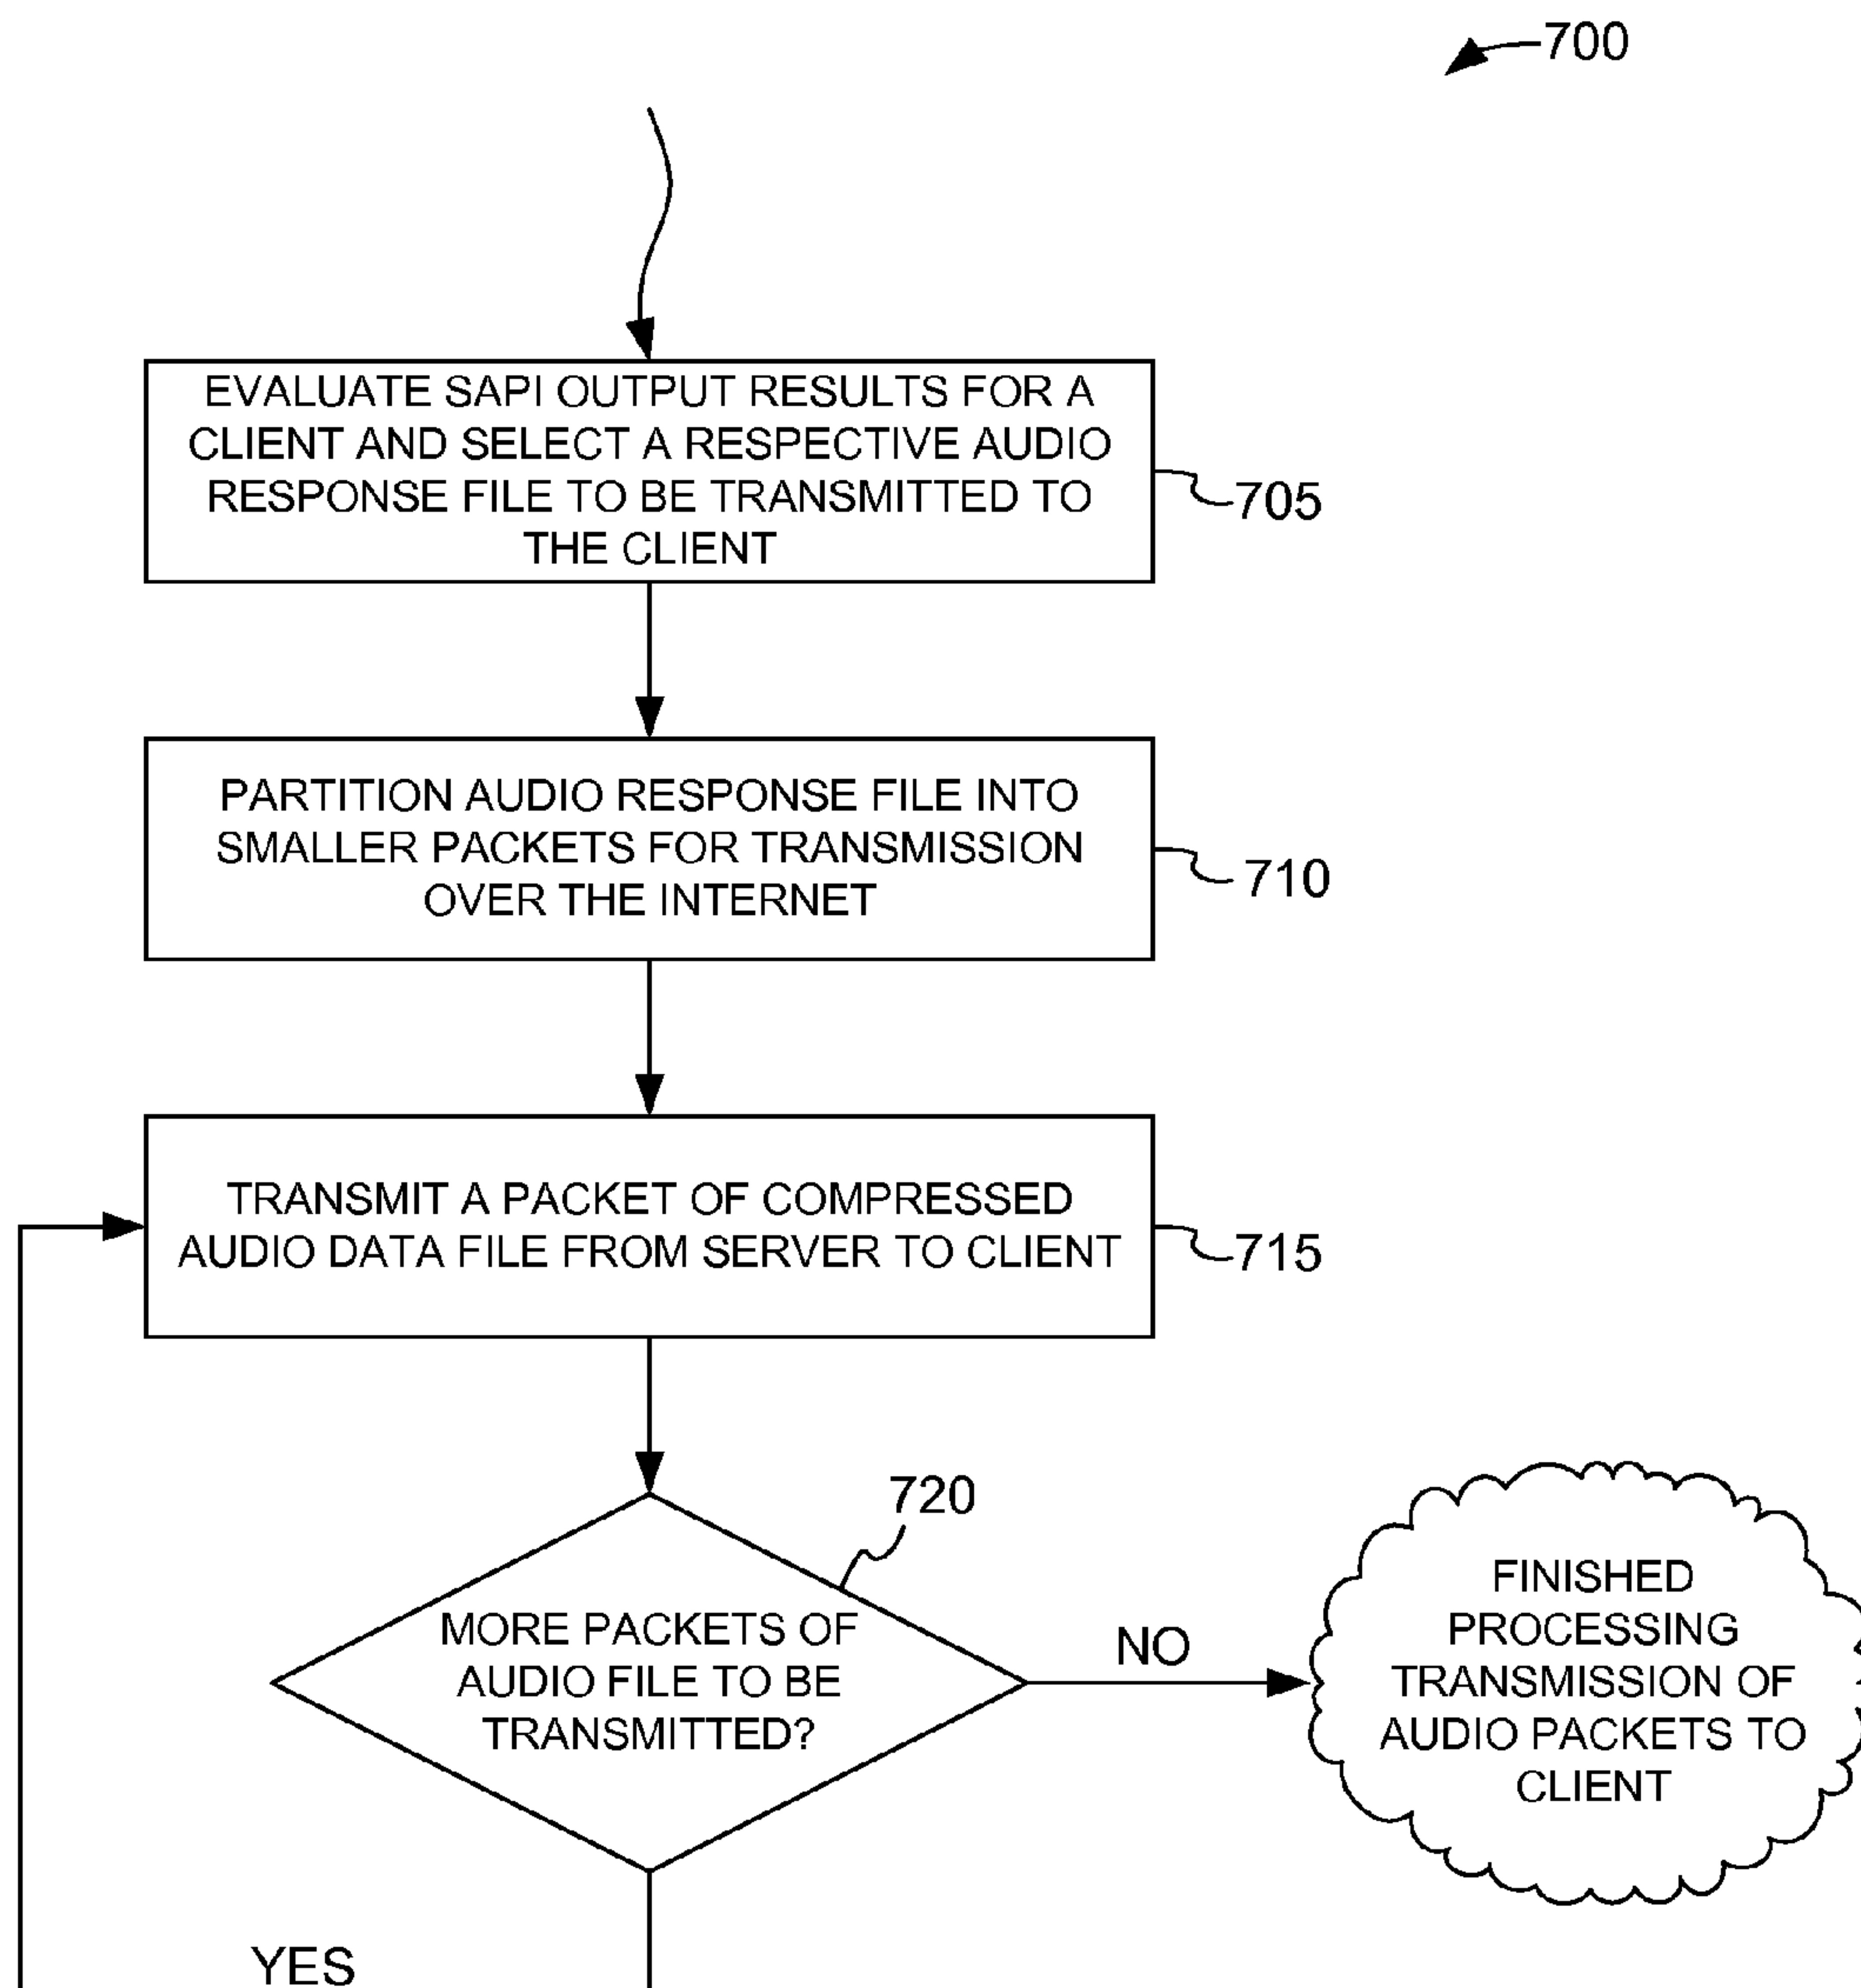 700
EVALUATE SAPI OUTPUT RESULTS FOR A
CLIENT AND SELECT A RESPECTIVE AUDIO
RESPONSE FILE TO BE TRANSMITTED TO
THE CLIENT
705
PARTITION AUDIO RESPONSE FILE INTO
SMALLER PACKETS FOR TRANSMISSION
OVER THE INTERNET
710
TRANSMIT A PACKET OF COMPRESSED
AUDIO DATA FILE FROM SERVER TO CLIENT
715
720
MORE PACKETS OF
AUDIO FILE TO BE
TRANSMITTED?
NO
FINISHED
PROCESSING
TRANSMISSION OF
AUDIO PACKETS TO
CLIENT
YES